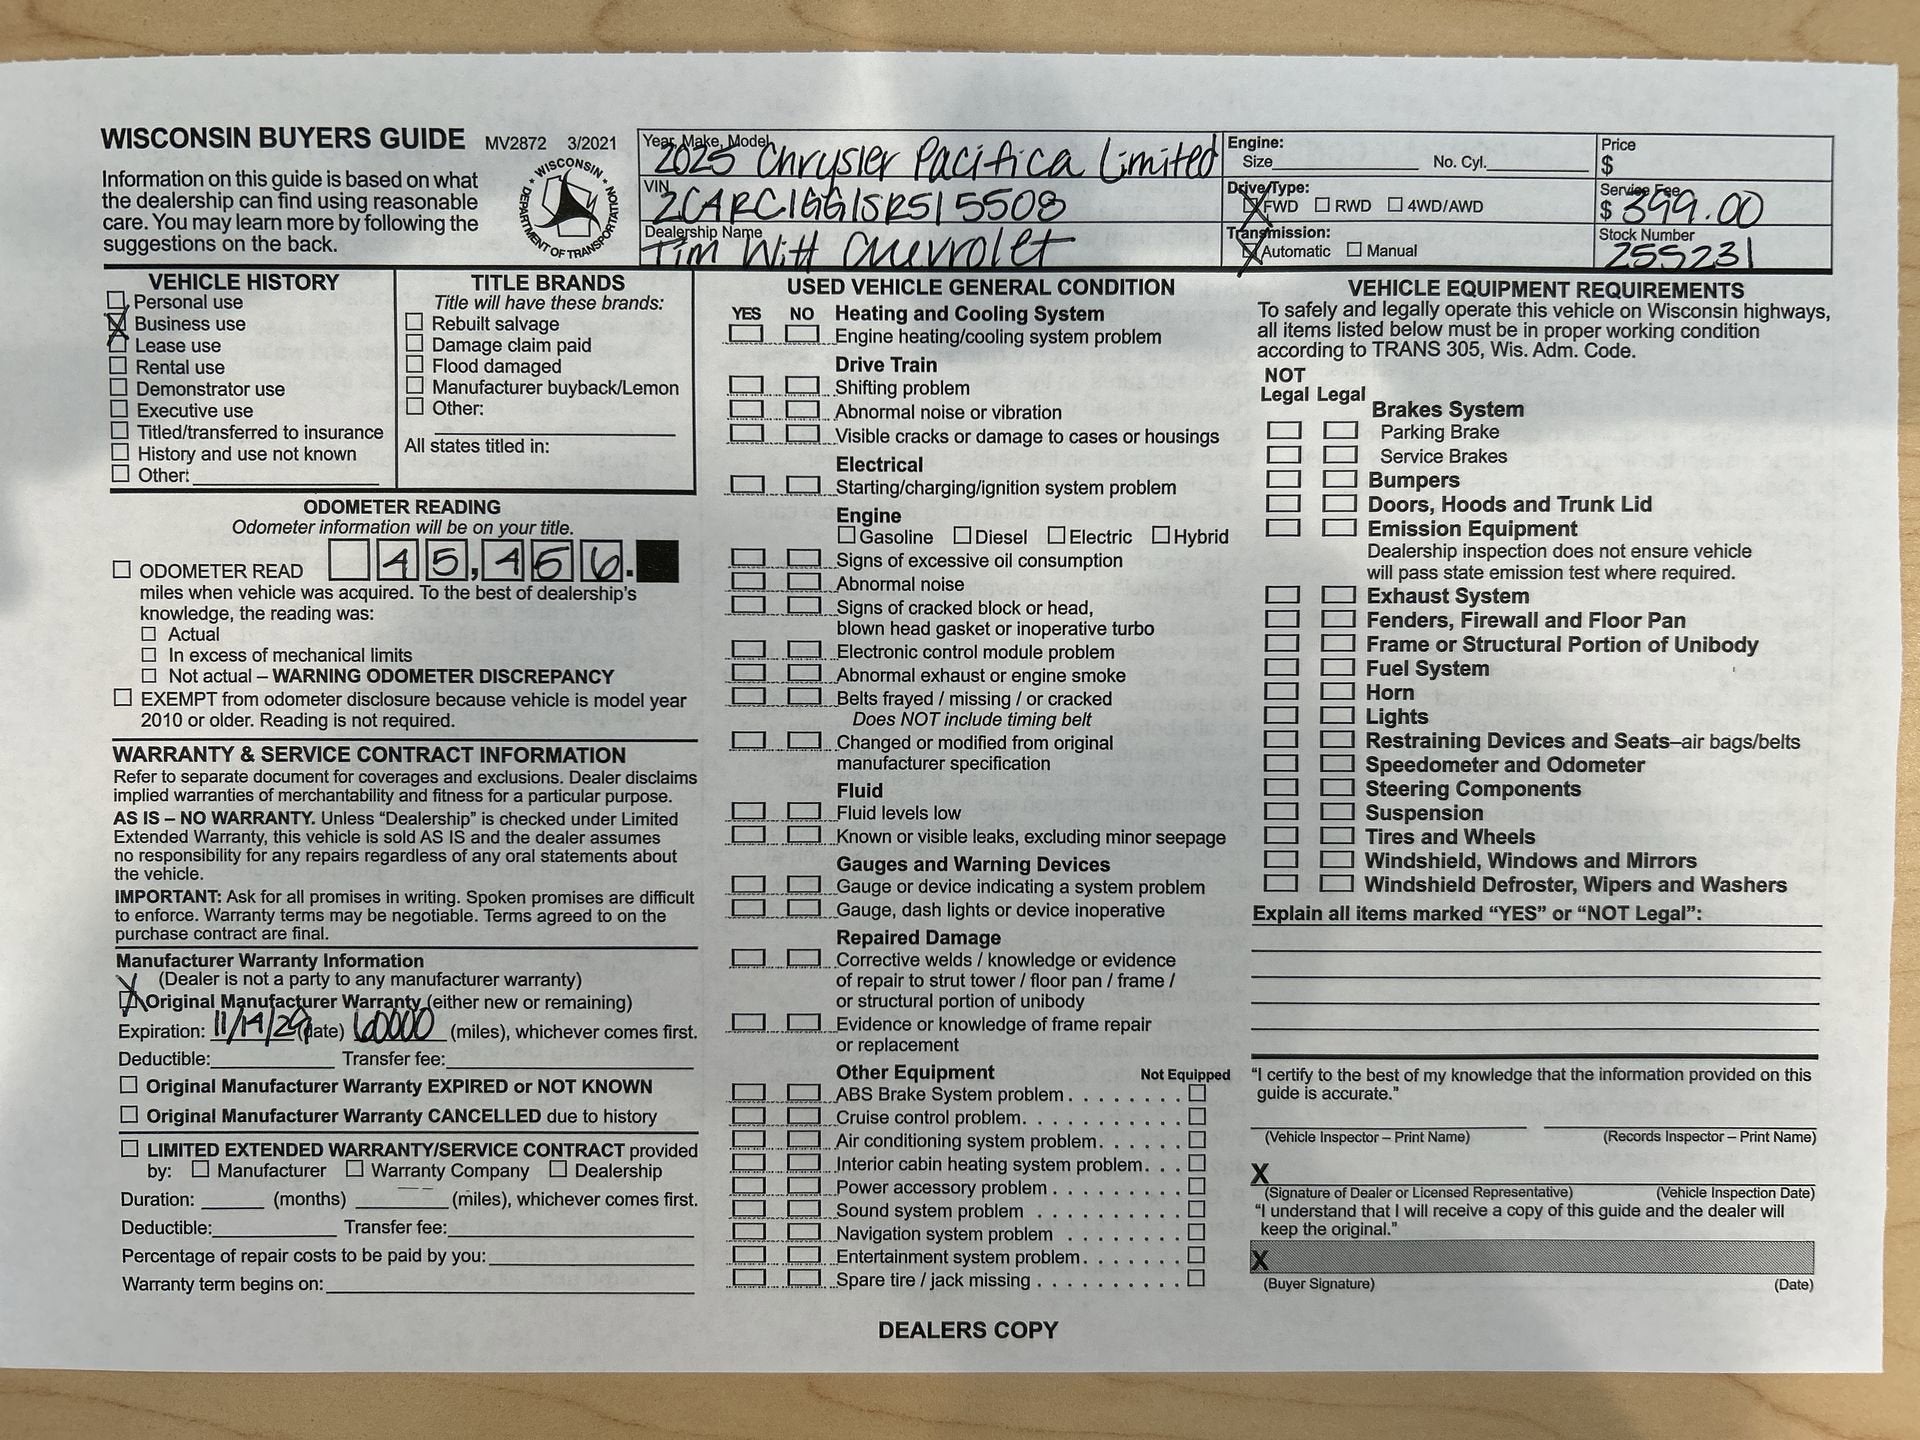 WISCONSIN BUYERS GUIDE MV2872 3/2021
Information on this guide is based on what
the dealership can find using reasonable
care. You may learn more by following the
suggestions on the back.
WISCONSIN
DEPARTMENT OF TRANSPORTATION
Year, Make, Model
2025 Chrysler Pacifica Limited
VIN
2C4RC1GG1SR515508
Dealership Name
Tim Witt Chevrolet
Engine:
Size No. Cyl.
Drive/Type:
FWD RWD 4WD/AWD
Transmission:
Automatic Manual
Price
$
Service Fee
$ 399.00
Stock Number
255231
VEHICLE HISTORY
Personal use
X Business use
Lease use
Rental use
Demonstrator use
Executive use
Titled/transferred to insurance
History and use not known
Other:
TITLE BRANDS
Title will have these brands:
Rebuilt salvage
Damage claim paid
Flood damaged
Manufacturer buyback/Lemon
Other:
All states titled in:
ODOMETER READING
Odometer information will be on your title.
ODOMETER READ 45,456.
miles when vehicle was acquired. To the best of dealership's
knowledge, the reading was:
Actual
In excess of mechanical limits
Not actual – WARNING ODOMETER DISCREPANCY
EXEMPT from odometer disclosure because vehicle is model year
2010 or older. Reading is not required.
WARRANTY & SERVICE CONTRACT INFORMATION
Refer to separate document for coverages and exclusions. Dealer disclaims
implied warranties of merchantability and fitness for a particular purpose.
AS IS – NO WARRANTY. Unless "Dealership" is checked under Limited
Extended Warranty, this vehicle is sold AS IS and the dealer assumes
no responsibility for any repairs regardless of any oral statements about
the vehicle.
IMPORTANT: Ask for all promises in writing. Spoken promises are difficult
to enforce. Warranty terms may be negotiable. Terms agreed to on the
purchase contract are final.
Manufacturer Warranty Information
(Dealer is not a party to any manufacturer warranty)
X Original Manufacturer Warranty (either new or remaining)
Expiration: 11/14/29 (date) 60000 (miles), whichever comes first.
Deductible: Transfer fee:
Original Manufacturer Warranty EXPIRED or NOT KNOWN
Original Manufacturer Warranty CANCELLED due to history
LIMITED EXTENDED WARRANTY/SERVICE CONTRACT provided
by: Manufacturer Warranty Company Dealership
Duration: (months) (miles), whichever comes first.
Deductible: Transfer fee:
Percentage of repair costs to be paid by you:
Warranty term begins on:
USED VEHICLE GENERAL CONDITION
YES NO Heating and Cooling System
Engine heating/cooling system problem
Drive Train
Shifting problem
Abnormal noise or vibration
Visible cracks or damage to cases or housings
Electrical
Starting/charging/ignition system problem
Engine
Gasoline Diesel Electric Hybrid
Signs of excessive oil consumption
Abnormal noise
Signs of cracked block or head,
blown head gasket or inoperative turbo
Electronic control module problem
Abnormal exhaust or engine smoke
Belts frayed / missing / or cracked
Does NOT include timing belt
Changed or modified from original
manufacturer specification
Fluid
Fluid levels low
Known or visible leaks, excluding minor seepage
Gauges and Warning Devices
Gauge or device indicating a system problem
Gauge, dash lights or device inoperative
Repaired Damage
Corrective welds / knowledge or evidence
of repair to strut tower / floor pan / frame /
or structural portion of unibody
Evidence or knowledge of frame repair
or replacement
Other Equipment Not Equipped
ABS Brake System problem
Cruise control problem
Air conditioning system problem
Interior cabin heating system problem
Power accessory problem
Sound system problem
Navigation system problem
Entertainment system problem
Spare tire / jack missing
VEHICLE EQUIPMENT REQUIREMENTS
To safely and legally operate this vehicle on Wisconsin highways,
all items listed below must be in proper working condition
according to TRANS 305, Wis. Adm. Code.
NOT
Legal Legal
Brakes System
Parking Brake
Service Brakes
Bumpers
Doors, Hoods and Trunk Lid
Emission Equipment
Dealership inspection does not ensure vehicle
will pass state emission test where required.
Exhaust System
Fenders, Firewall and Floor Pan
Frame or Structural Portion of Unibody
Fuel System
Horn
Lights
Restraining Devices and Seats–air bags/belts
Speedometer and Odometer
Steering Components
Suspension
Tires and Wheels
Windshield, Windows and Mirrors
Windshield Defroster, Wipers and Washers
Explain all items marked "YES" or "NOT Legal":
"I certify to the best of my knowledge that the information provided on this
guide is accurate."
(Vehicle Inspector – Print Name) (Records Inspector – Print Name)
X
(Signature of Dealer or Licensed Representative) (Vehicle Inspection Date)
"I understand that I will receive a copy of this guide and the dealer will
keep the original."
X
(Buyer Signature) (Date)
DEALERS COPY